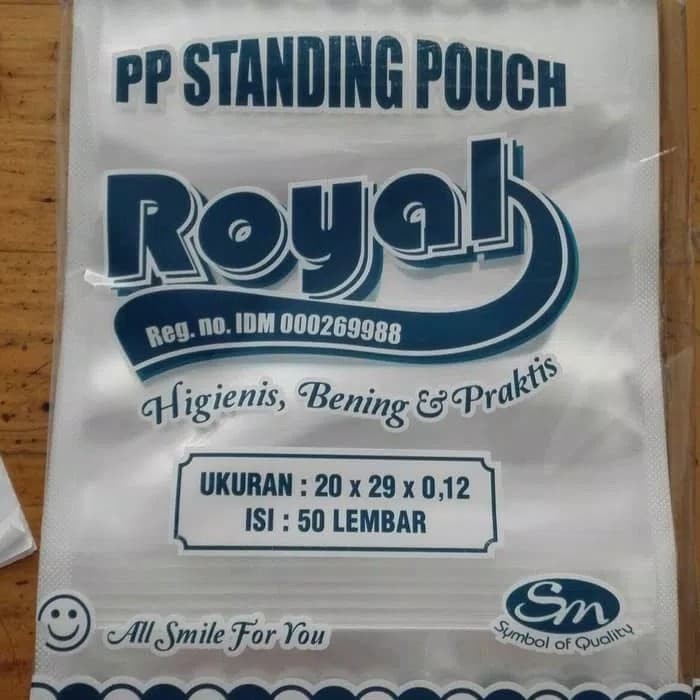 PP STANDING POUCH
Royal
Reg. no. IDM 000269988
Higienis, Bening & Praktis
UKURAN : 20 x 29 x 0,12
ISI : 50 LEMBAR
All Smile For You
Sm
Symbol of Quality